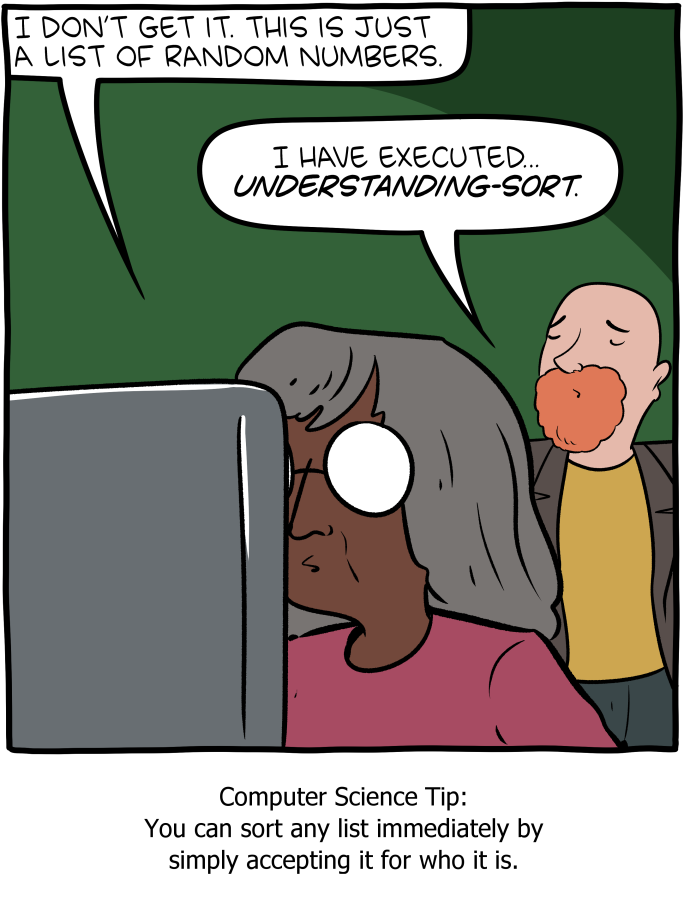 I DON'T GET IT. THIS IS JUST
A LIST OF RANDOM NUMBERS.
I HAVE EXECUTED...
UNDERSTANDING-SORT.
Computer Science Tip:
You can sort any list immediately by
simply accepting it for who it is.